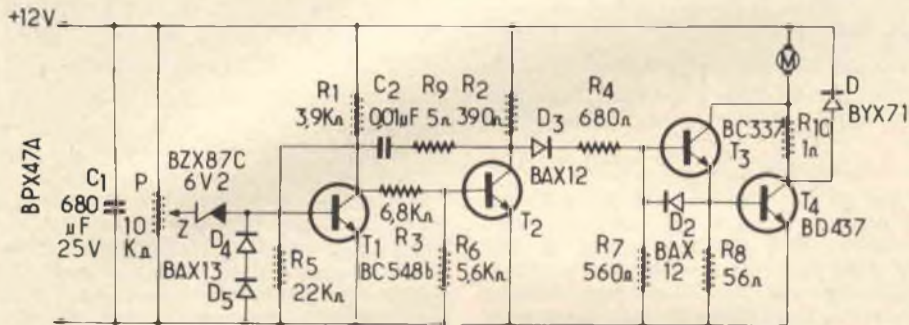 +12V
BPX47A
C1
680
µF
25V
P
10
KΩ
BZX87C
6V2
Z
D4
BAX13
D5
R1
3,9KΩ
C2
0,01µF
R9
5Ω
R2
390Ω
D3
BAX12
R4
680Ω
M
D
BYX71
BC337
T3
R10
1Ω
6,8KΩ
R3
T1
BC548b
T2
R5
22KΩ
R6
5,6KΩ
R7
560Ω
D2
BAX
12
R8
56Ω
T4
BD437